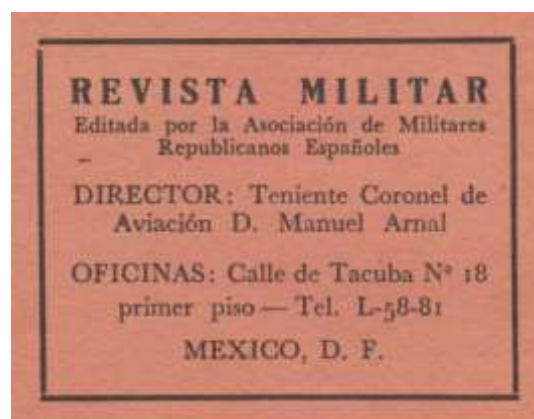 REVISTA MILITAR
Editada por la Asociación de Militares
Republicanos Españoles
DIRECTOR: Teniente Coronel de
Aviación D. Manuel Arnal
OFICINAS: Calle de Tacuba Nº 18
primer piso — Tel. L-58-81
MEXICO, D. F.